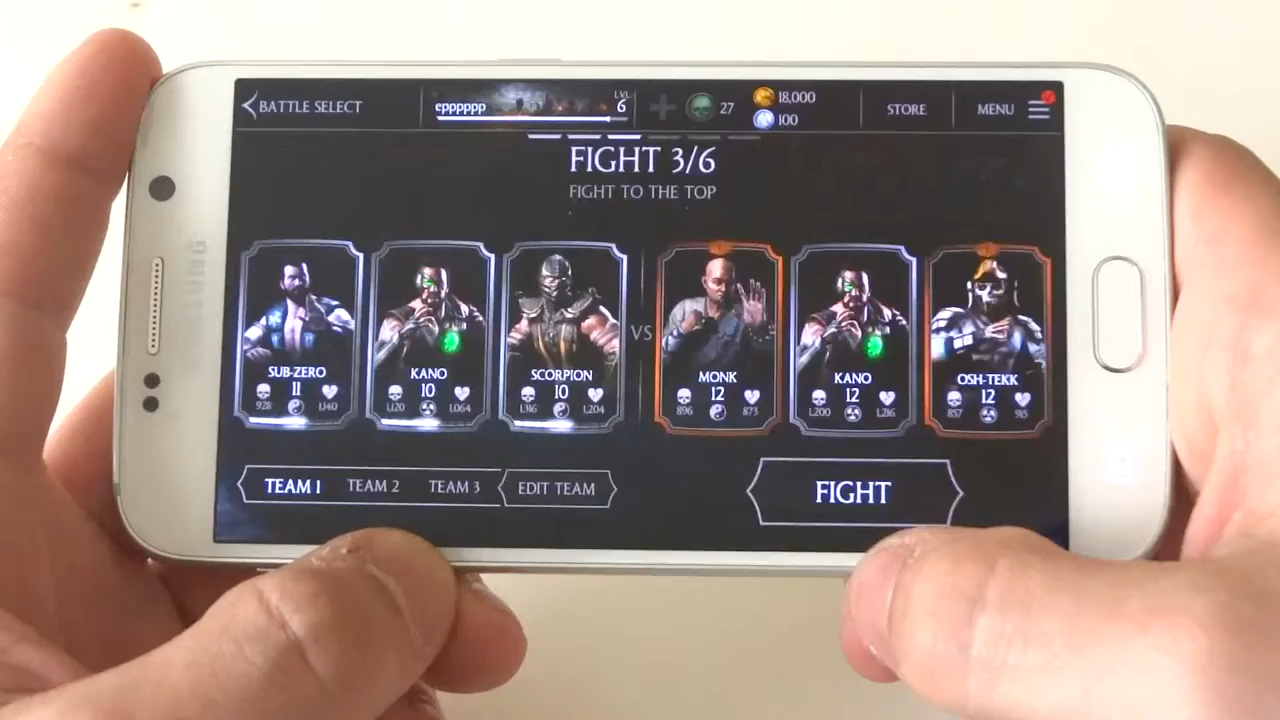 BATTLE SELECT
epppppp
LVL
6
27
18,000
100
STORE
MENU
FIGHT 3/6
FIGHT TO THE TOP
SUB-ZERO
11
928
1,140
KANO
10
1,120
1,064
SCORPION
10
1,316
1,204
VS
MONK
12
896
873
KANO
12
1,200
1,216
OSH-TEKK
12
857
915
TEAM 1
TEAM 2
TEAM 3
EDIT TEAM
FIGHT